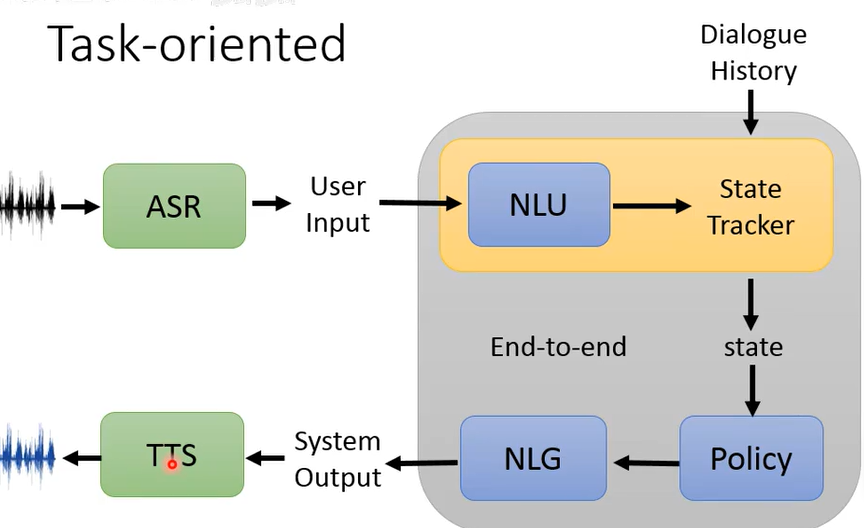 Task-oriented
Dialogue
History
ASR
User
Input
NLU
State
Tracker
End-to-end
state
TTS
System
Output
NLG
Policy